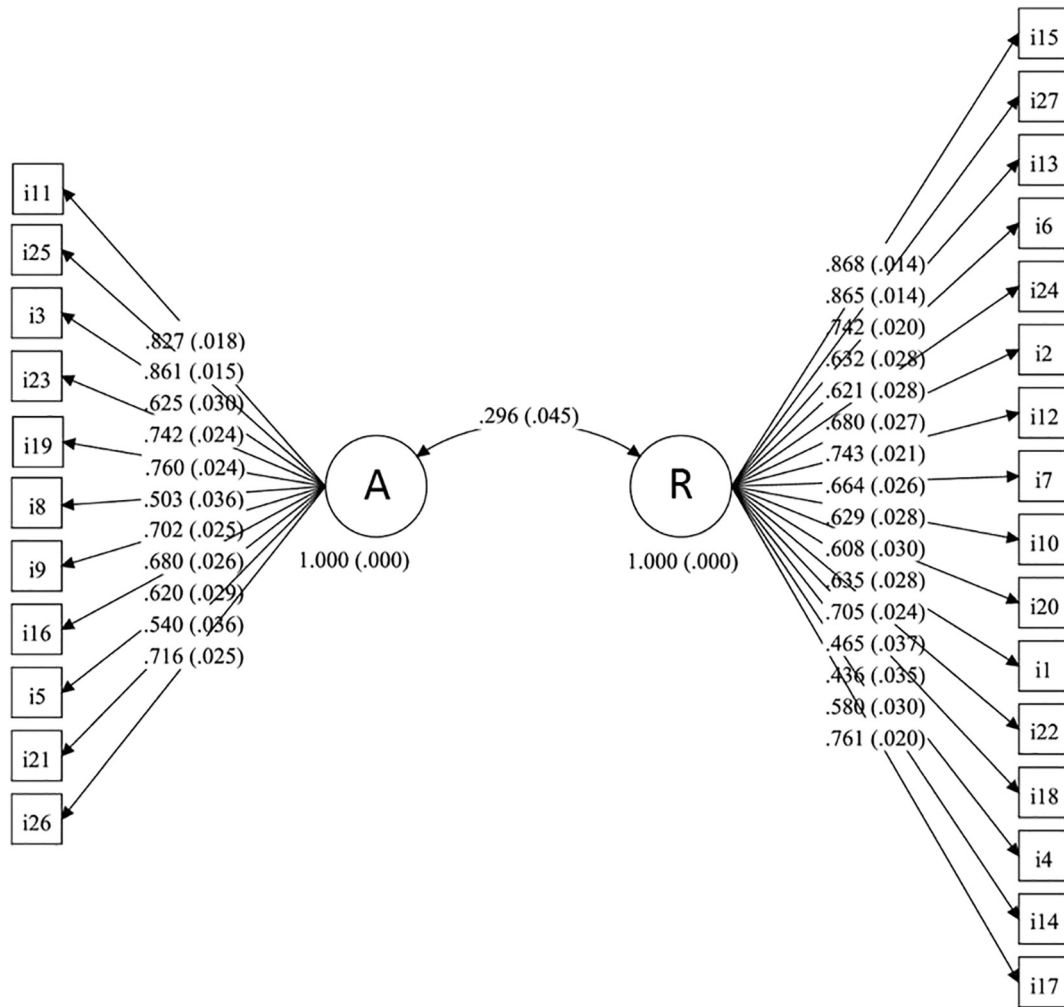 i11
i25
i3
i23
i19
i8
i9
i16
i5
i21
i26
.827 (.018)
.861 (.015)
.625 (.030)
.742 (.024)
.760 (.024)
.503 (.036)
.702 (.025)
.680 (.026)
.620 (.029)
.540 (.036)
.716 (.025)
A
1.000 (.000)
.296 (.045)
R
1.000 (.000)
.868 (.014)
.865 (.014)
.742 (.020)
.632 (.028)
.621 (.028)
.680 (.027)
.743 (.021)
.664 (.026)
.629 (.028)
.608 (.030)
.635 (.028)
.705 (.024)
.465 (.037)
.436 (.035)
.580 (.030)
.761 (.020)
i15
i27
i13
i6
i24
i2
i12
i7
i10
i20
i1
i22
i18
i4
i14
i17